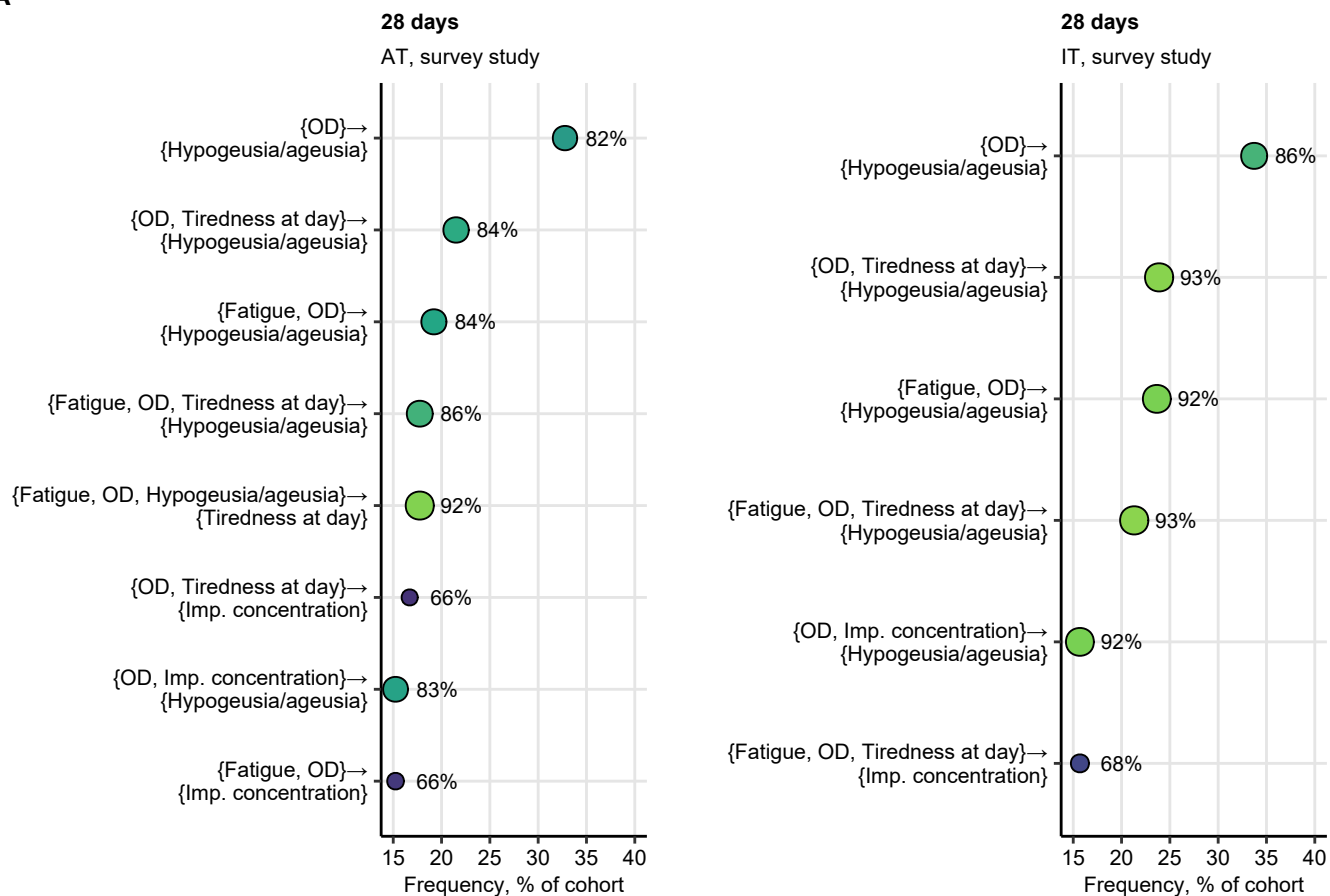 28 days
AT, survey study
{OD}→
{Hypogeusia/ageusia}
82%
{OD, Tiredness at day}→
{Hypogeusia/ageusia}
84%
{Fatigue, OD}→
{Hypogeusia/ageusia}
84%
{Fatigue, OD, Tiredness at day}→
{Hypogeusia/ageusia}
86%
{Fatigue, OD, Hypogeusia/ageusia}→
{Tiredness at day}
92%
{OD, Tiredness at day}→
{Imp. concentration}
66%
{OD, Imp. concentration}→
{Hypogeusia/ageusia}
83%
{Fatigue, OD}→
{Imp. concentration}
66%
15 20 25 30 35 40
Frequency, % of cohort
28 days
IT, survey study
{OD}→
{Hypogeusia/ageusia}
86%
{OD, Tiredness at day}→
{Hypogeusia/ageusia}
93%
{Fatigue, OD}→
{Hypogeusia/ageusia}
92%
{Fatigue, OD, Tiredness at day}→
{Hypogeusia/ageusia}
93%
{OD, Imp. concentration}→
{Hypogeusia/ageusia}
92%
{Fatigue, OD, Tiredness at day}→
{Imp. concentration}
68%
15 20 25 30 35 40
Frequency, % of cohort